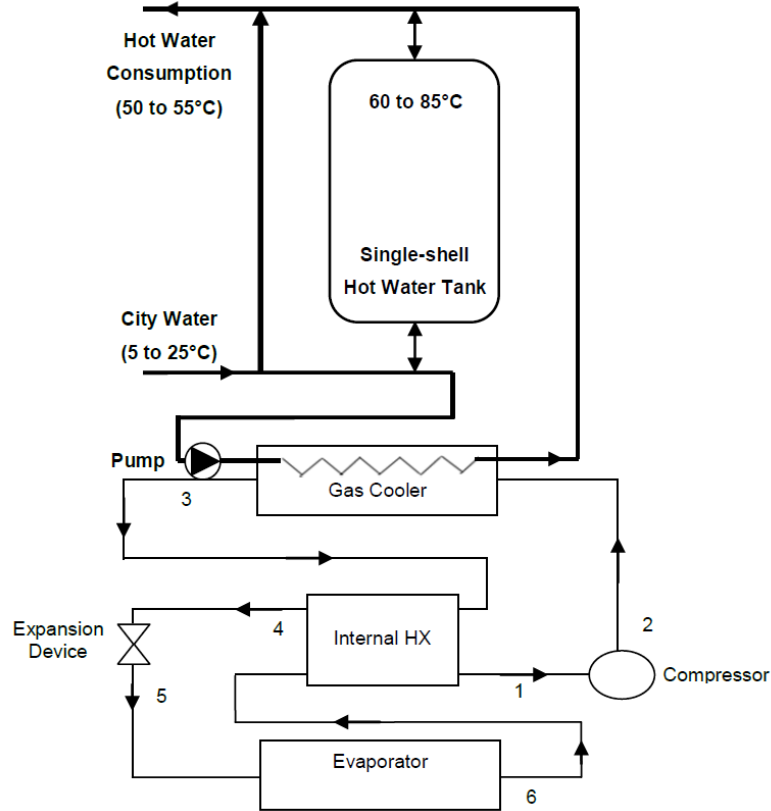 Hot Water
Consumption
(50 to 55°C)
60 to 85°C
Single-shell
Hot Water Tank
City Water
(5 to 25°C)
Pump
Gas Cooler
3
2
Expansion
Device
4
Internal HX
1
Compressor
5
Evaporator
6